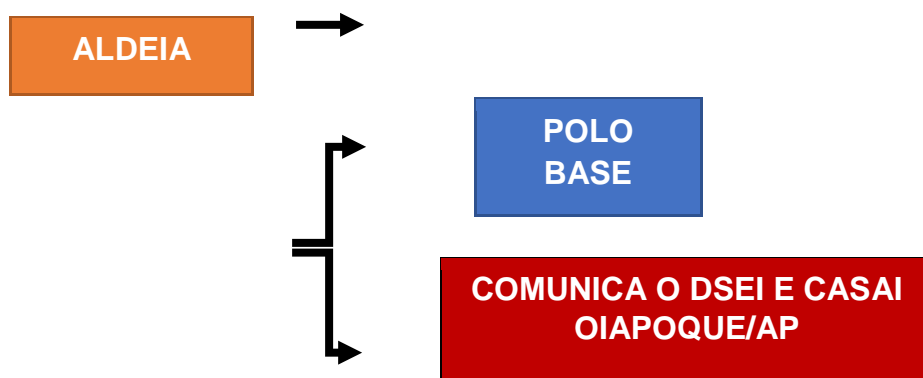 ALDEIA
POLO
BASE
COMUNICA O DSEI E CASAI
OIAPOQUE/AP